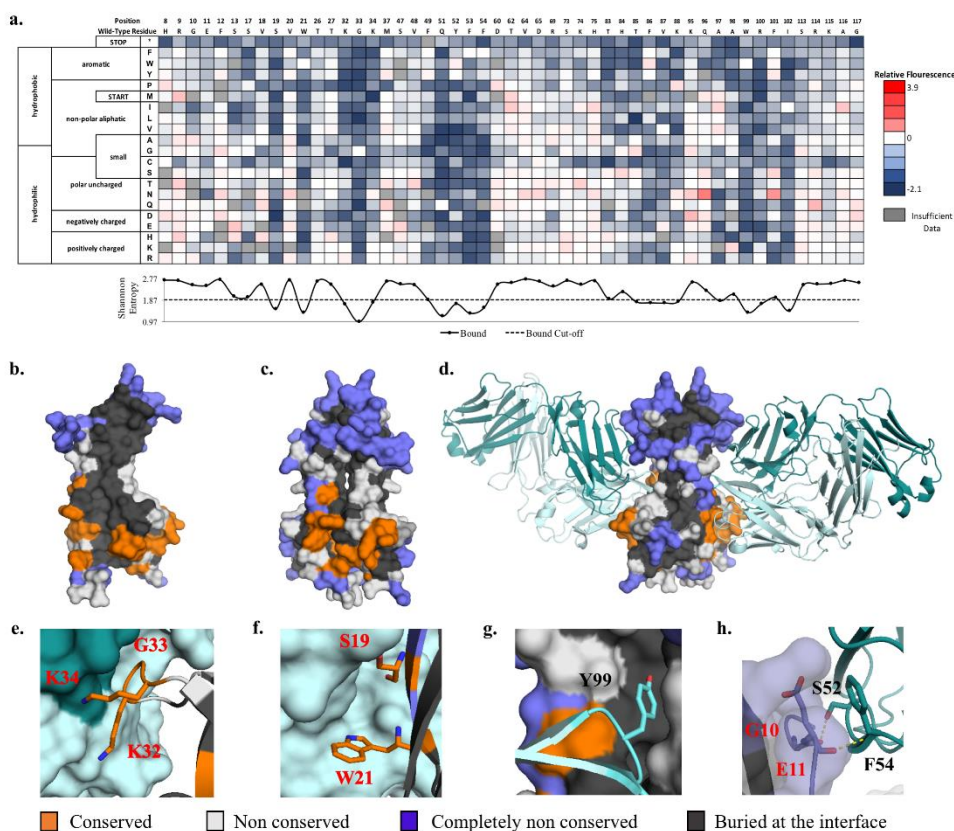 a.
Position 8 9 10 11 12 17 18 19 20 21 26 27 32 33 34 37 47 48 49 51 52 53 54 60 62 64 65 69 73 74 76 83 84 85 86 87 88 95 96 97 98 99 100 101 102 113 114 115 116 117
Wild-Type Residue H R G E F S S V S V W T T K G K M S V F Q Y F F D T V D R S K S H T S F V K K Q A A W R F I S R K A G
STOP *
hydrophobic
aromatic
F
W
Y
P
START M
non-polar aliphatic
I
L
V
A
hydrophilic
small
G
C
S
polar uncharged
T
N
Q
negatively charged
D
E
positively charged
H
K
R
Relative Flourescence
3.9
0
-2.1
Insufficient
Data
Shannnon
Entropy
2.77
1.87
0.97
Bound
Bound Cut-off
b.
c.
d.
e.
G33
K34
K32
f.
S19
W21
g.
Y99
h.
S52
G10
E11
F54
Conserved
Non conserved
Completely non conserved
Buried at the interface